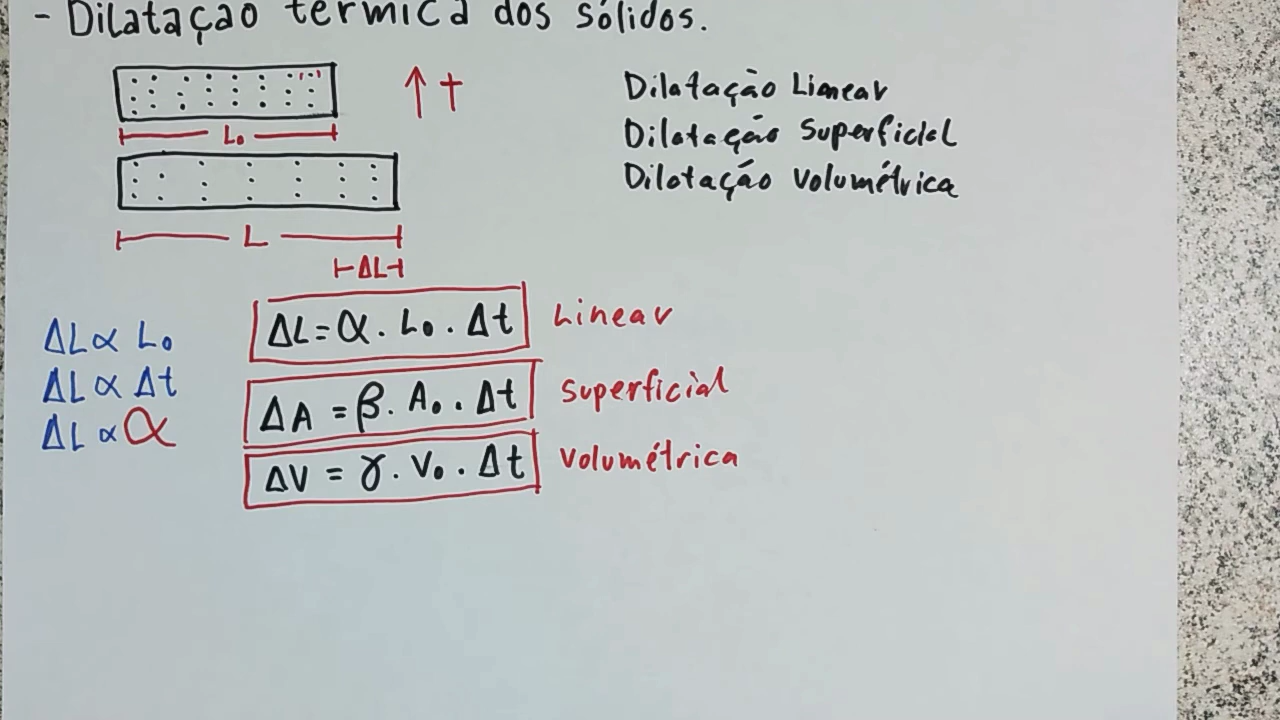 - Dilatação térmica dos sólidos.
↑ t
L₀
L
ΔL
Dilatação Linear
Dilatação Superficial
Dilatação Volumétrica
ΔL ∝ L₀
ΔL ∝ Δt
ΔL ∝ α
ΔL = α . L₀ . Δt Linear
ΔA = β . A₀ . Δt Superficial
ΔV = γ . V₀ . Δt Volumétrica